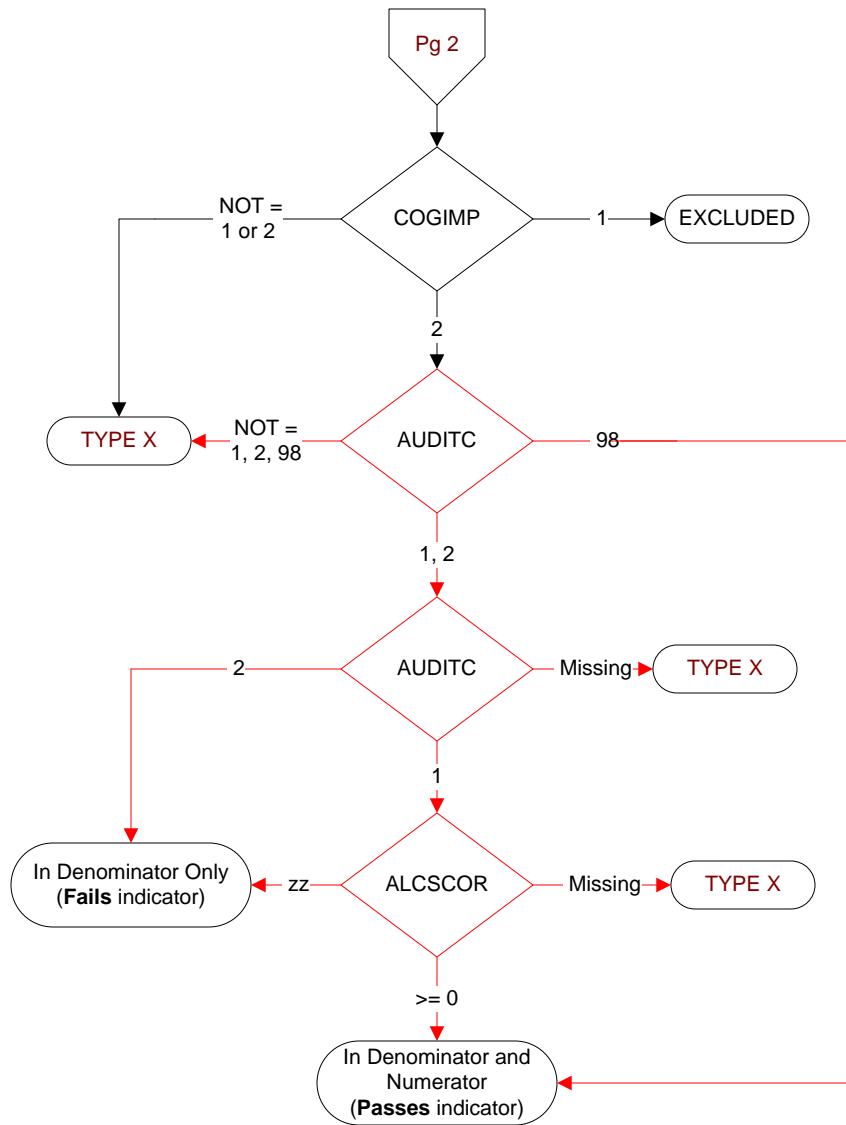 Pg 2
NOT =
1 or 2
COGIMP
1
EXCLUDED
2
TYPE X
NOT =
1, 2, 98
AUDITC
98
1, 2
2
AUDITC
Missing
TYPE X
1
In Denominator Only
(Fails indicator)
zz
ALCSCOR
Missing
TYPE X
>= 0
In Denominator and
Numerator
(Passes indicator)